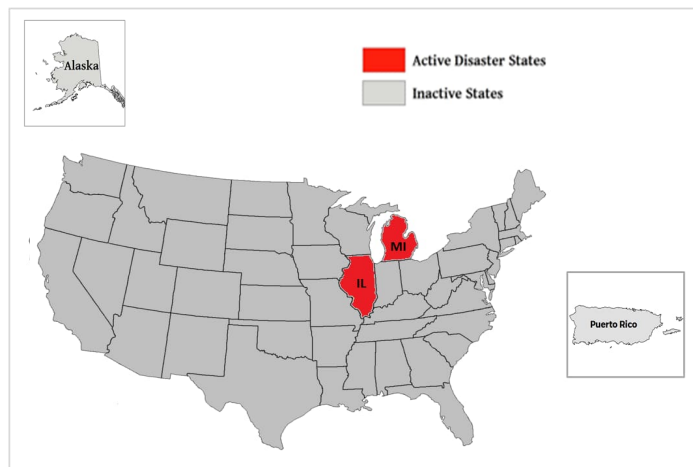 Alaska
Active Disaster States
Inactive States
MI
IL
Puerto Rico